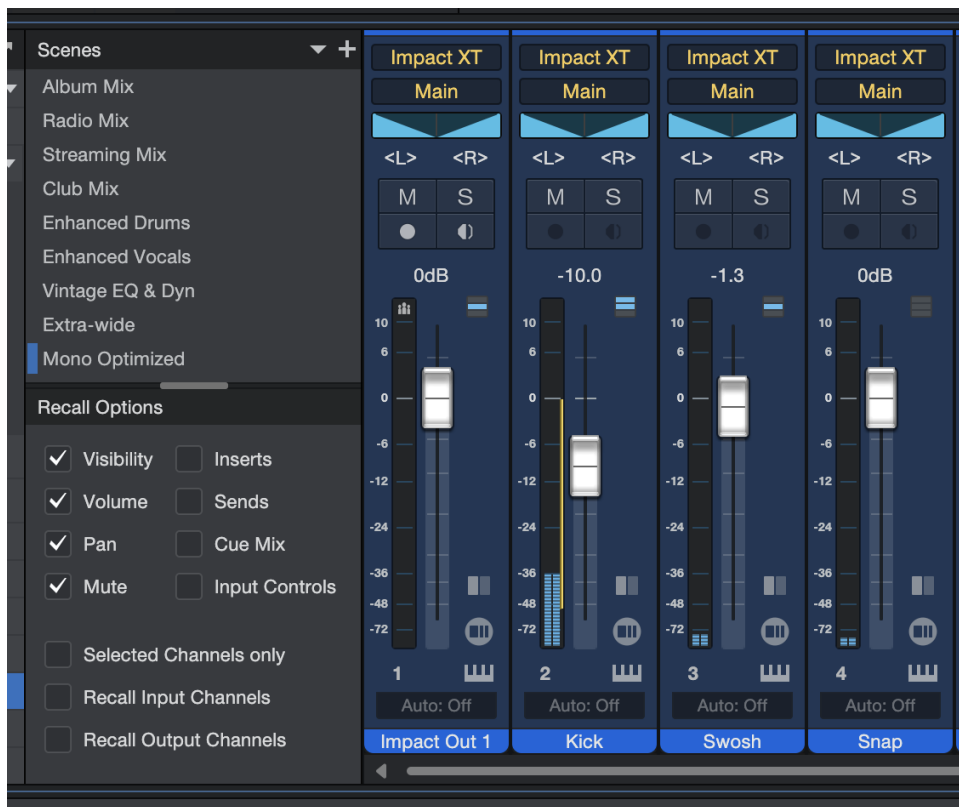 Scenes
Album Mix
Radio Mix
Streaming Mix
Club Mix
Enhanced Drums
Enhanced Vocals
Vintage EQ & Dyn
Extra-wide
Mono Optimized
Recall Options
Visibility Inserts
Volume Sends
Pan Cue Mix
Mute Input Controls
Selected Channels only
Recall Input Channels
Recall Output Channels
Impact XT Impact XT Impact XT Impact XT
Main Main Main Main
<L> <R> <L> <R> <L> <R> <L> <R>
M S M S M S M S
0dB -10.0 -1.3 0dB
10 10 10 10
6 6 6 6
0 0 0 0
-6 -6 -6 -6
-12 -12 -12 -12
-24 -24 -24 -24
-36 -36 -36 -36
-48 -48 -48 -48
-72 -72 -72 -72
1 2 3 4
Auto: Off Auto: Off Auto: Off Auto: Off
Impact Out 1 Kick Swosh Snap